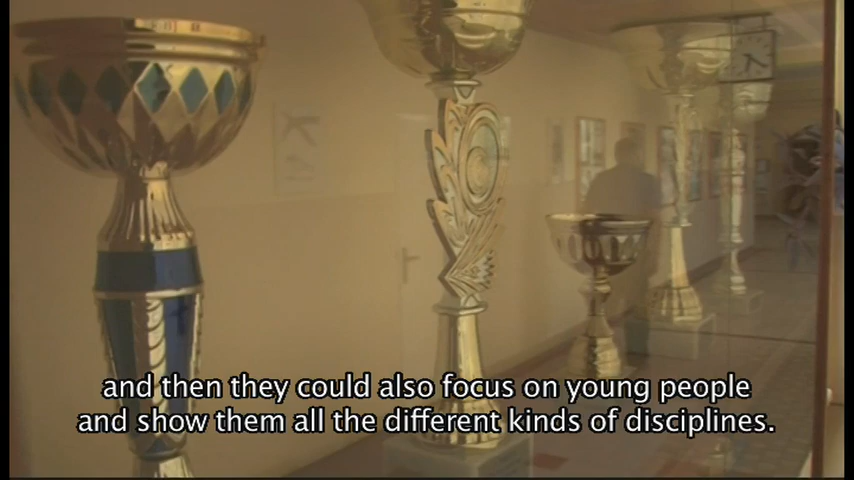 and then they could also focus on young people
and show them all the different kinds of disciplines.